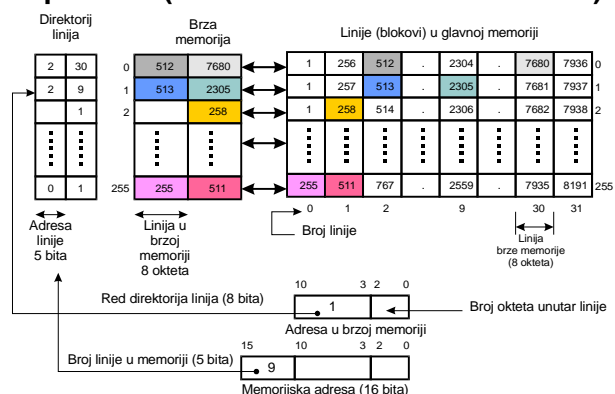 Direktorij
linija
Brza
memorija
Linije (blokovi) u glavnoj memoriji
2 30 0 512 7680 1 256 512 . 2304 . 7680 7936 0
2 9 1 513 2305 1 257 513 . 2305 . 7681 7937 1
1 2 258 1 258 514 . 2306 . 7682 7938 2
0 1 255 255 511 255 511 767 . 2559 . 7935 8191 255
0 1 2 9 30 31
Adresa
linije
5 bita
Linija u
brzoj
memoriji
8 okteta
Broj linije
Linija
brze memorije
(8 okteta)
10 3 2 0
Red direktorija linija (8 bita)
1
Broj okteta unutar linije
Adresa u brzoj memoriji
15 10 3 2 0
Broj linije u memoriji (5 bita)
9
Memorijska adresa (16 bita)